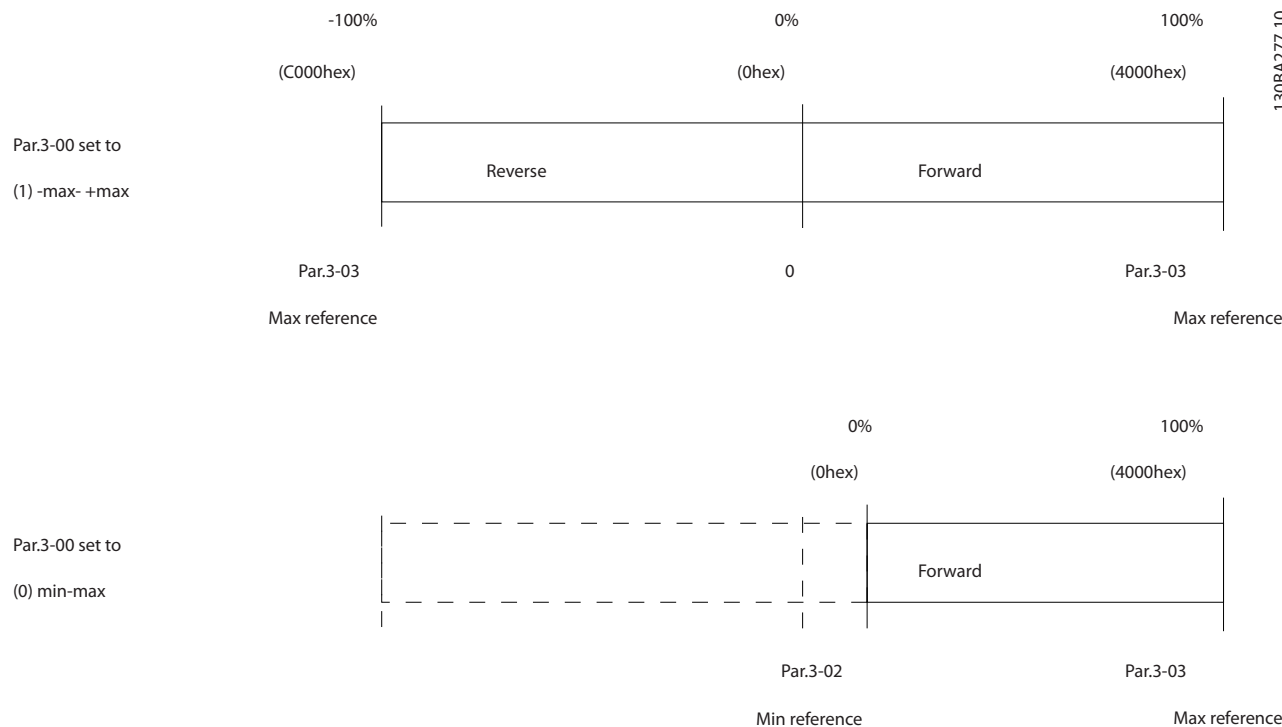 -100% 0% 100%
(C000hex) (0hex) (4000hex)
130BA277.10
Par.3-00 set to
(1) -max- +max
Reverse Forward
Par.3-03 0 Par.3-03
Max reference Max reference
0% 100%
(0hex) (4000hex)
Par.3-00 set to
(0) min-max
Forward
Par.3-02 Par.3-03
Min reference Max reference